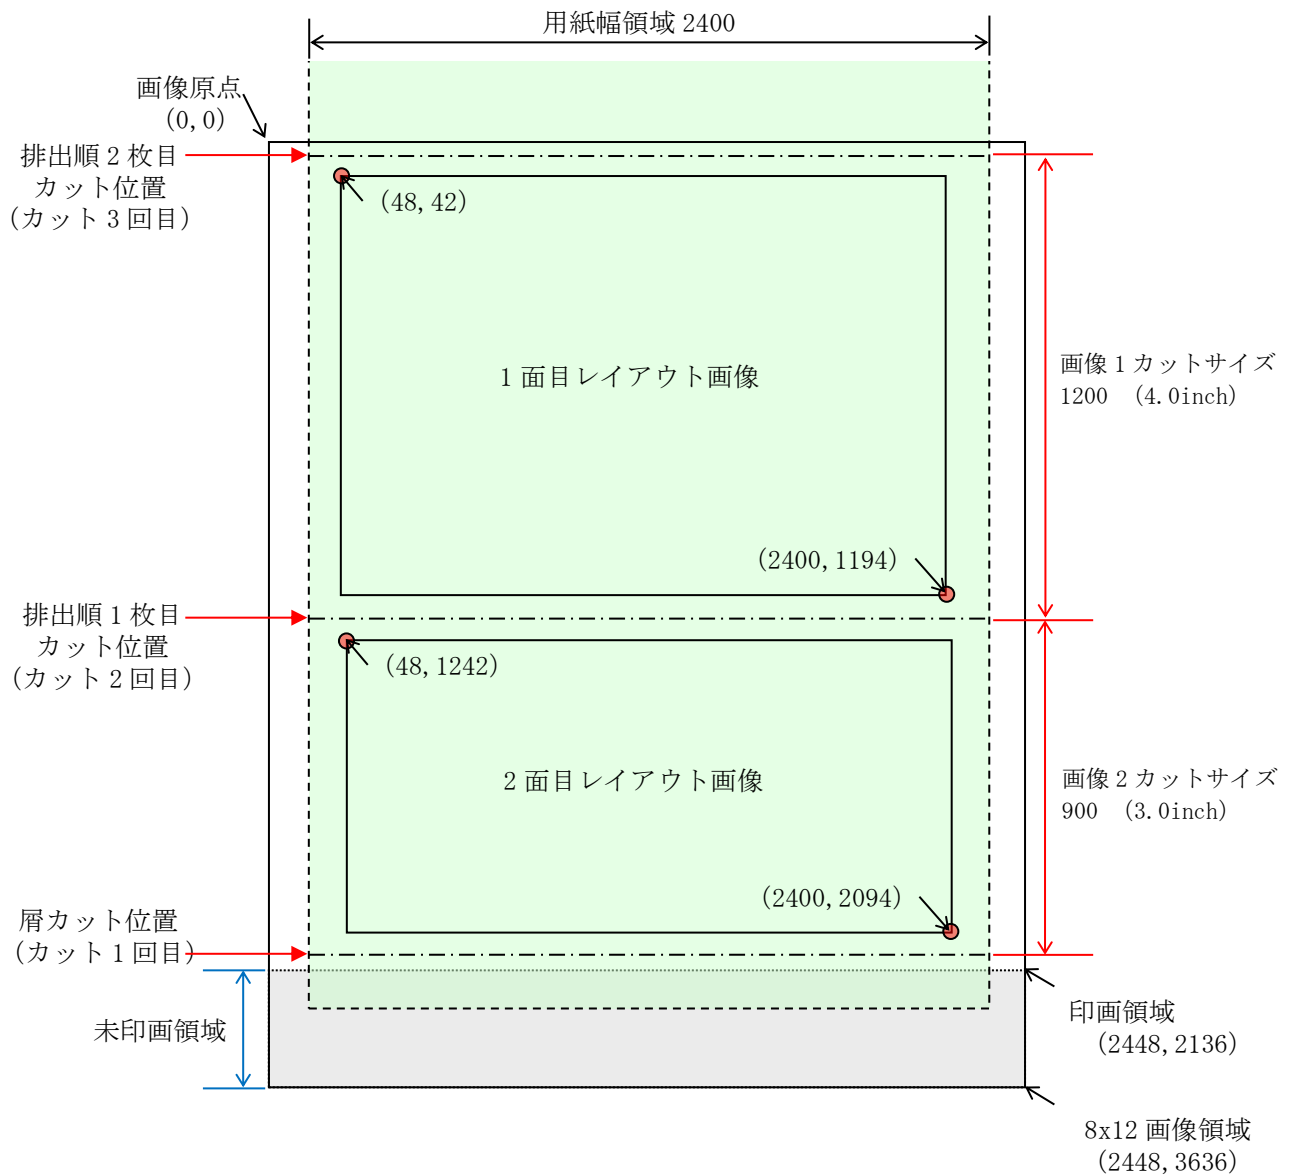 用紙幅領域 2400
画像原点
(0,0)
排出順 2 枚目
カット位置
(カット 3 回目)
(48,42)
1 面目レイアウト画像
画像 1 カットサイズ
1200 (4.0inch)
(2400,1194)
排出順 1 枚目
カット位置
(カット 2 回目)
(48,1242)
2 面目レイアウト画像
画像 2 カットサイズ
900 (3.0inch)
(2400,2094)
屑カット位置
(カット 1 回目)
未印画領域
印画領域
(2448,2136)
8x12 画像領域
(2448,3636)